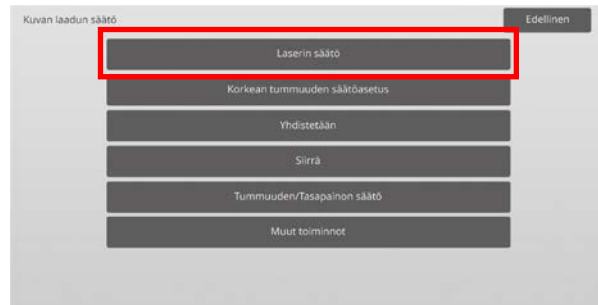 Kuvan laadun säätö
Edellinen
Laserin säätö
Korkean tummuuden säätöasetus
Yhdistetään
Siirrä
Tummuuden/Tasapainon säätö
Muut toiminnot